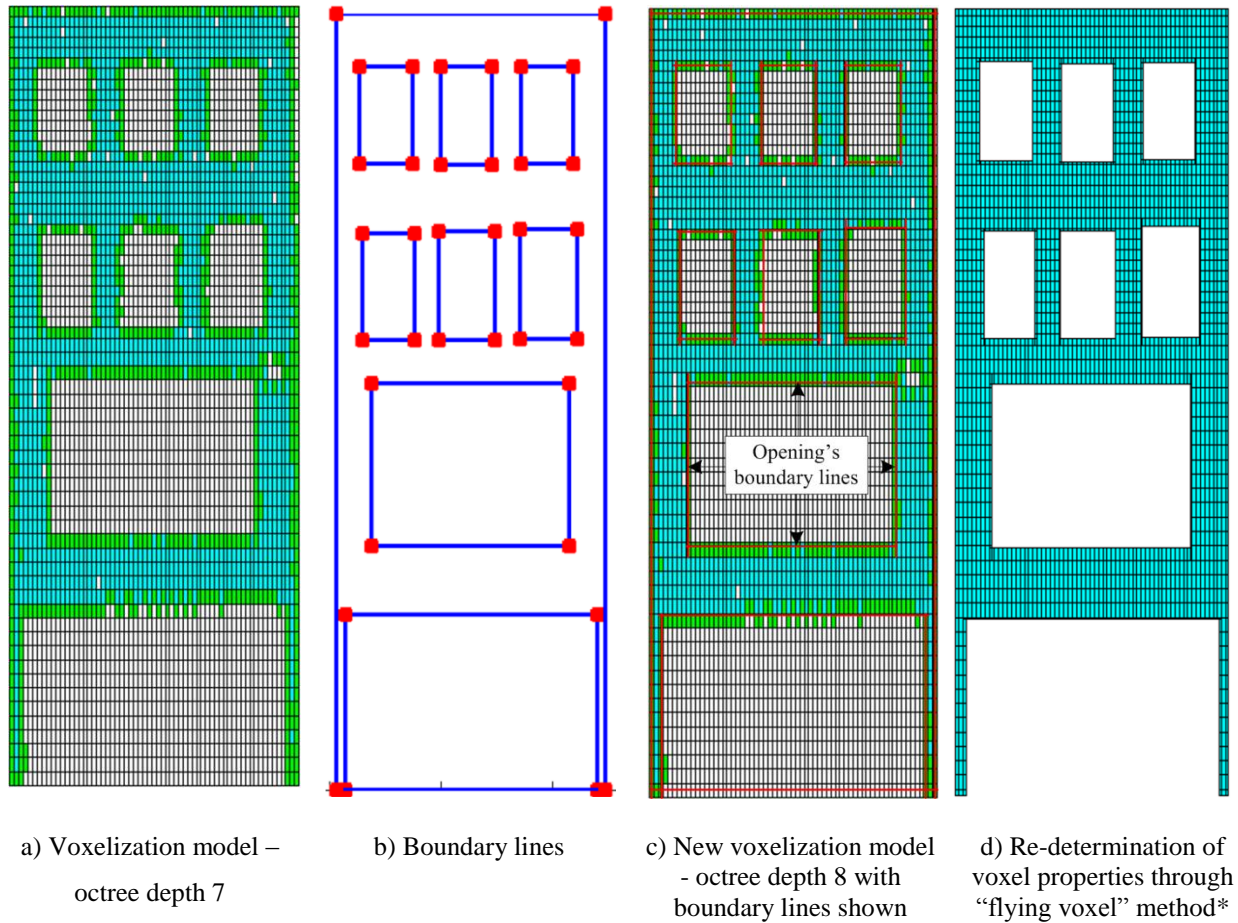 Opening's
boundary lines
a) Voxelization model –
octree depth 7
b) Boundary lines
c) New voxelization model
- octree depth 8 with
boundary lines shown
d) Re-determination of
voxel properties through
“flying voxel” method*